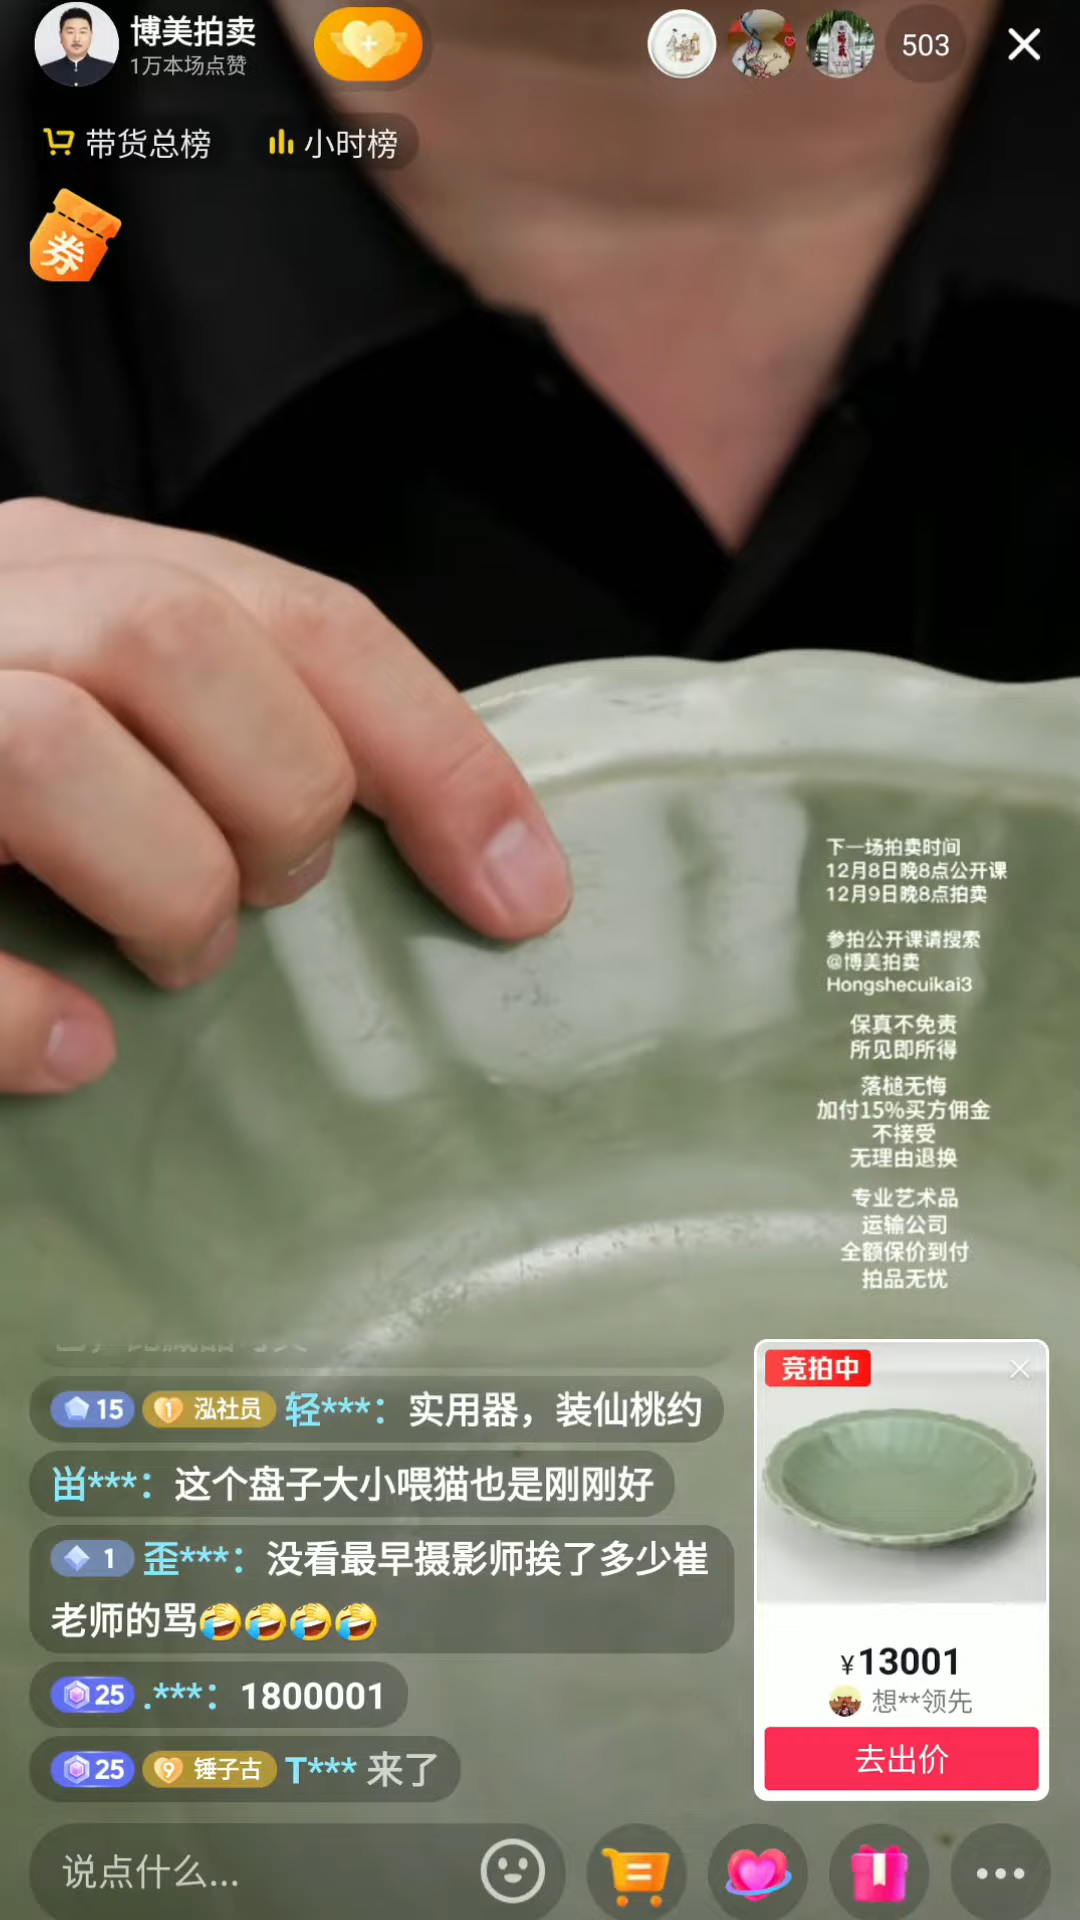 博美拍卖
1万本场点赞
503
带货总榜
小时榜
券
下一场拍卖时间
12月8日晚8点公开课
12月9日晚8点拍卖
参拍公开课请搜索
@博美拍卖
Hongshecuikai3
保真不免责
所见即所得
落槌无悔
加付15%买方佣金
不接受
无理由退换
专业艺术品
运输公司
全额保价到付
拍品无忧
15 1 泓社员 轻***：实用器，装仙桃约
甾***：这个盘子大小喂猫也是刚刚好
1 歪***：没看最早摄影师挨了多少崔
老师的骂
25 .***：1800001
25 9 锤子古 T*** 来了
竞拍中
¥13001
想**领先
去出价
说点什么...